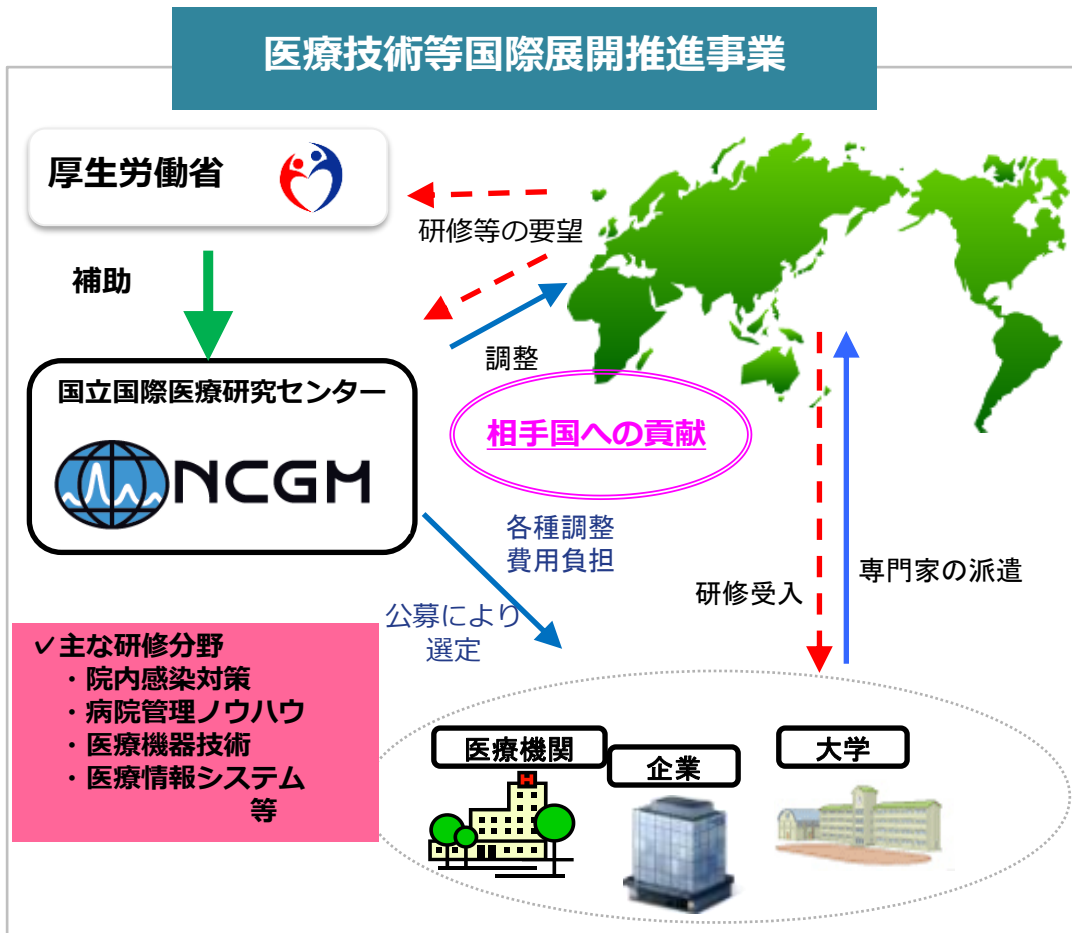 医療技術等国際展開推進事業
厚生労働省
研修等の要望
補助
調整
国立国際医療研究センター
NCGM
相手国への貢献
各種調整
費用負担
公募により
選定
研修受入
専門家の派遣
✓主な研修分野
・院内感染対策
・病院管理ノウハウ
・医療機器技術
・医療情報システム
等
医療機関
企業
大学
H